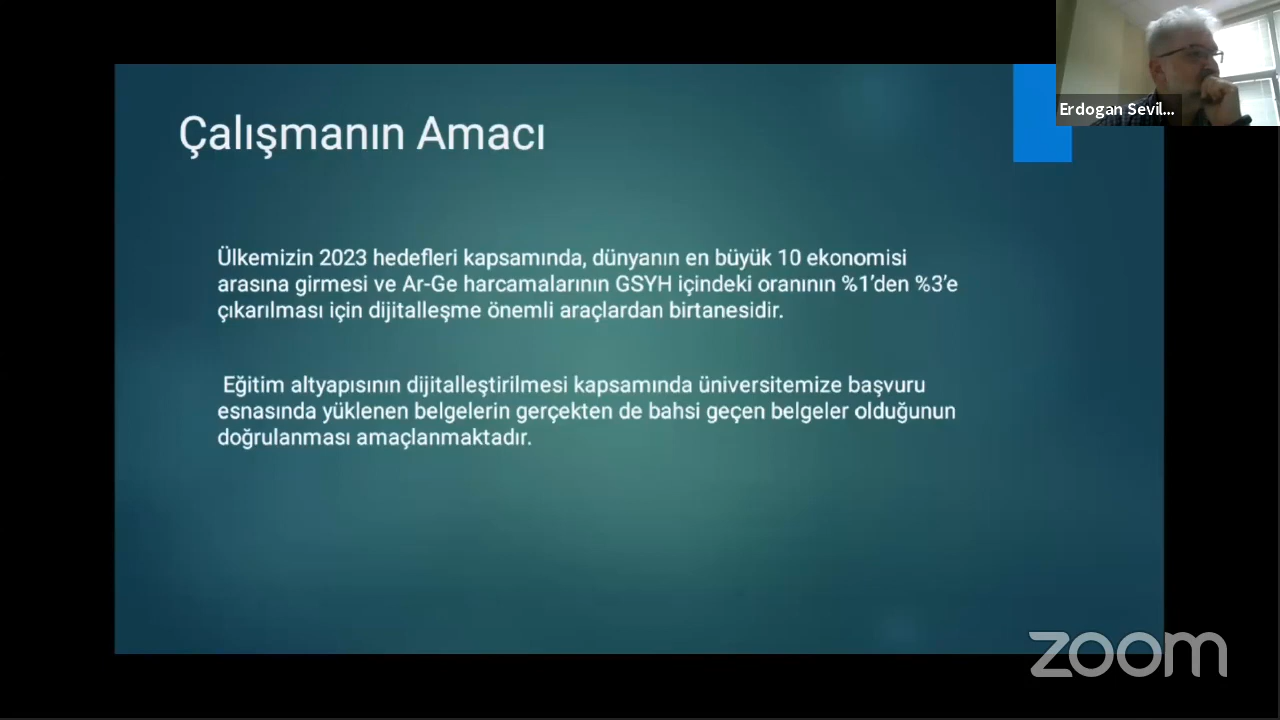 Erdogan Sevil...
Çalışmanın Amacı
Ülkemizin 2023 hedefleri kapsamında, dünyanın en büyük 10 ekonomisi
arasına girmesi ve Ar-Ge harcamalarının GSYH içindeki oranının %1’den %3’e
çıkarılması için dijitalleşme önemli araçlardan birtanesidir.
Eğitim altyapısının dijitalleştirilmesi kapsamında üniversitemize başvuru
esnasında yüklenen belgelerin gerçekten de bahsi geçen belgeler olduğunun
doğrulanması amaçlanmaktadır.
zoom